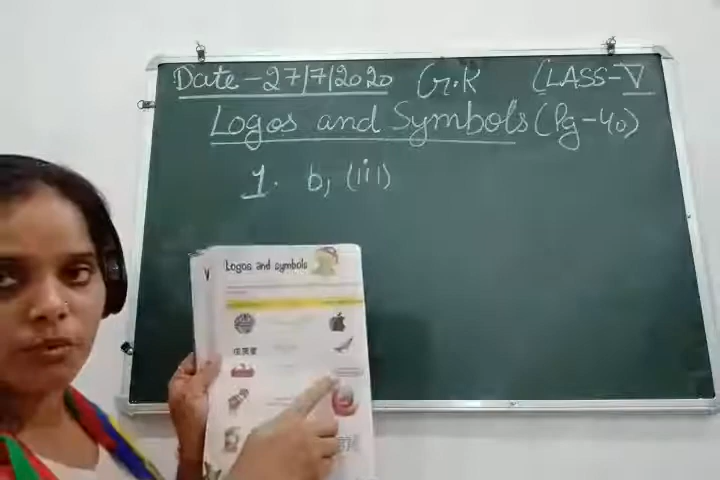 Date - 27/7/2020 G.K CLASS-V
Logos and Symbols (Pg-40)
1. b, (iii)
V Logos and symbols